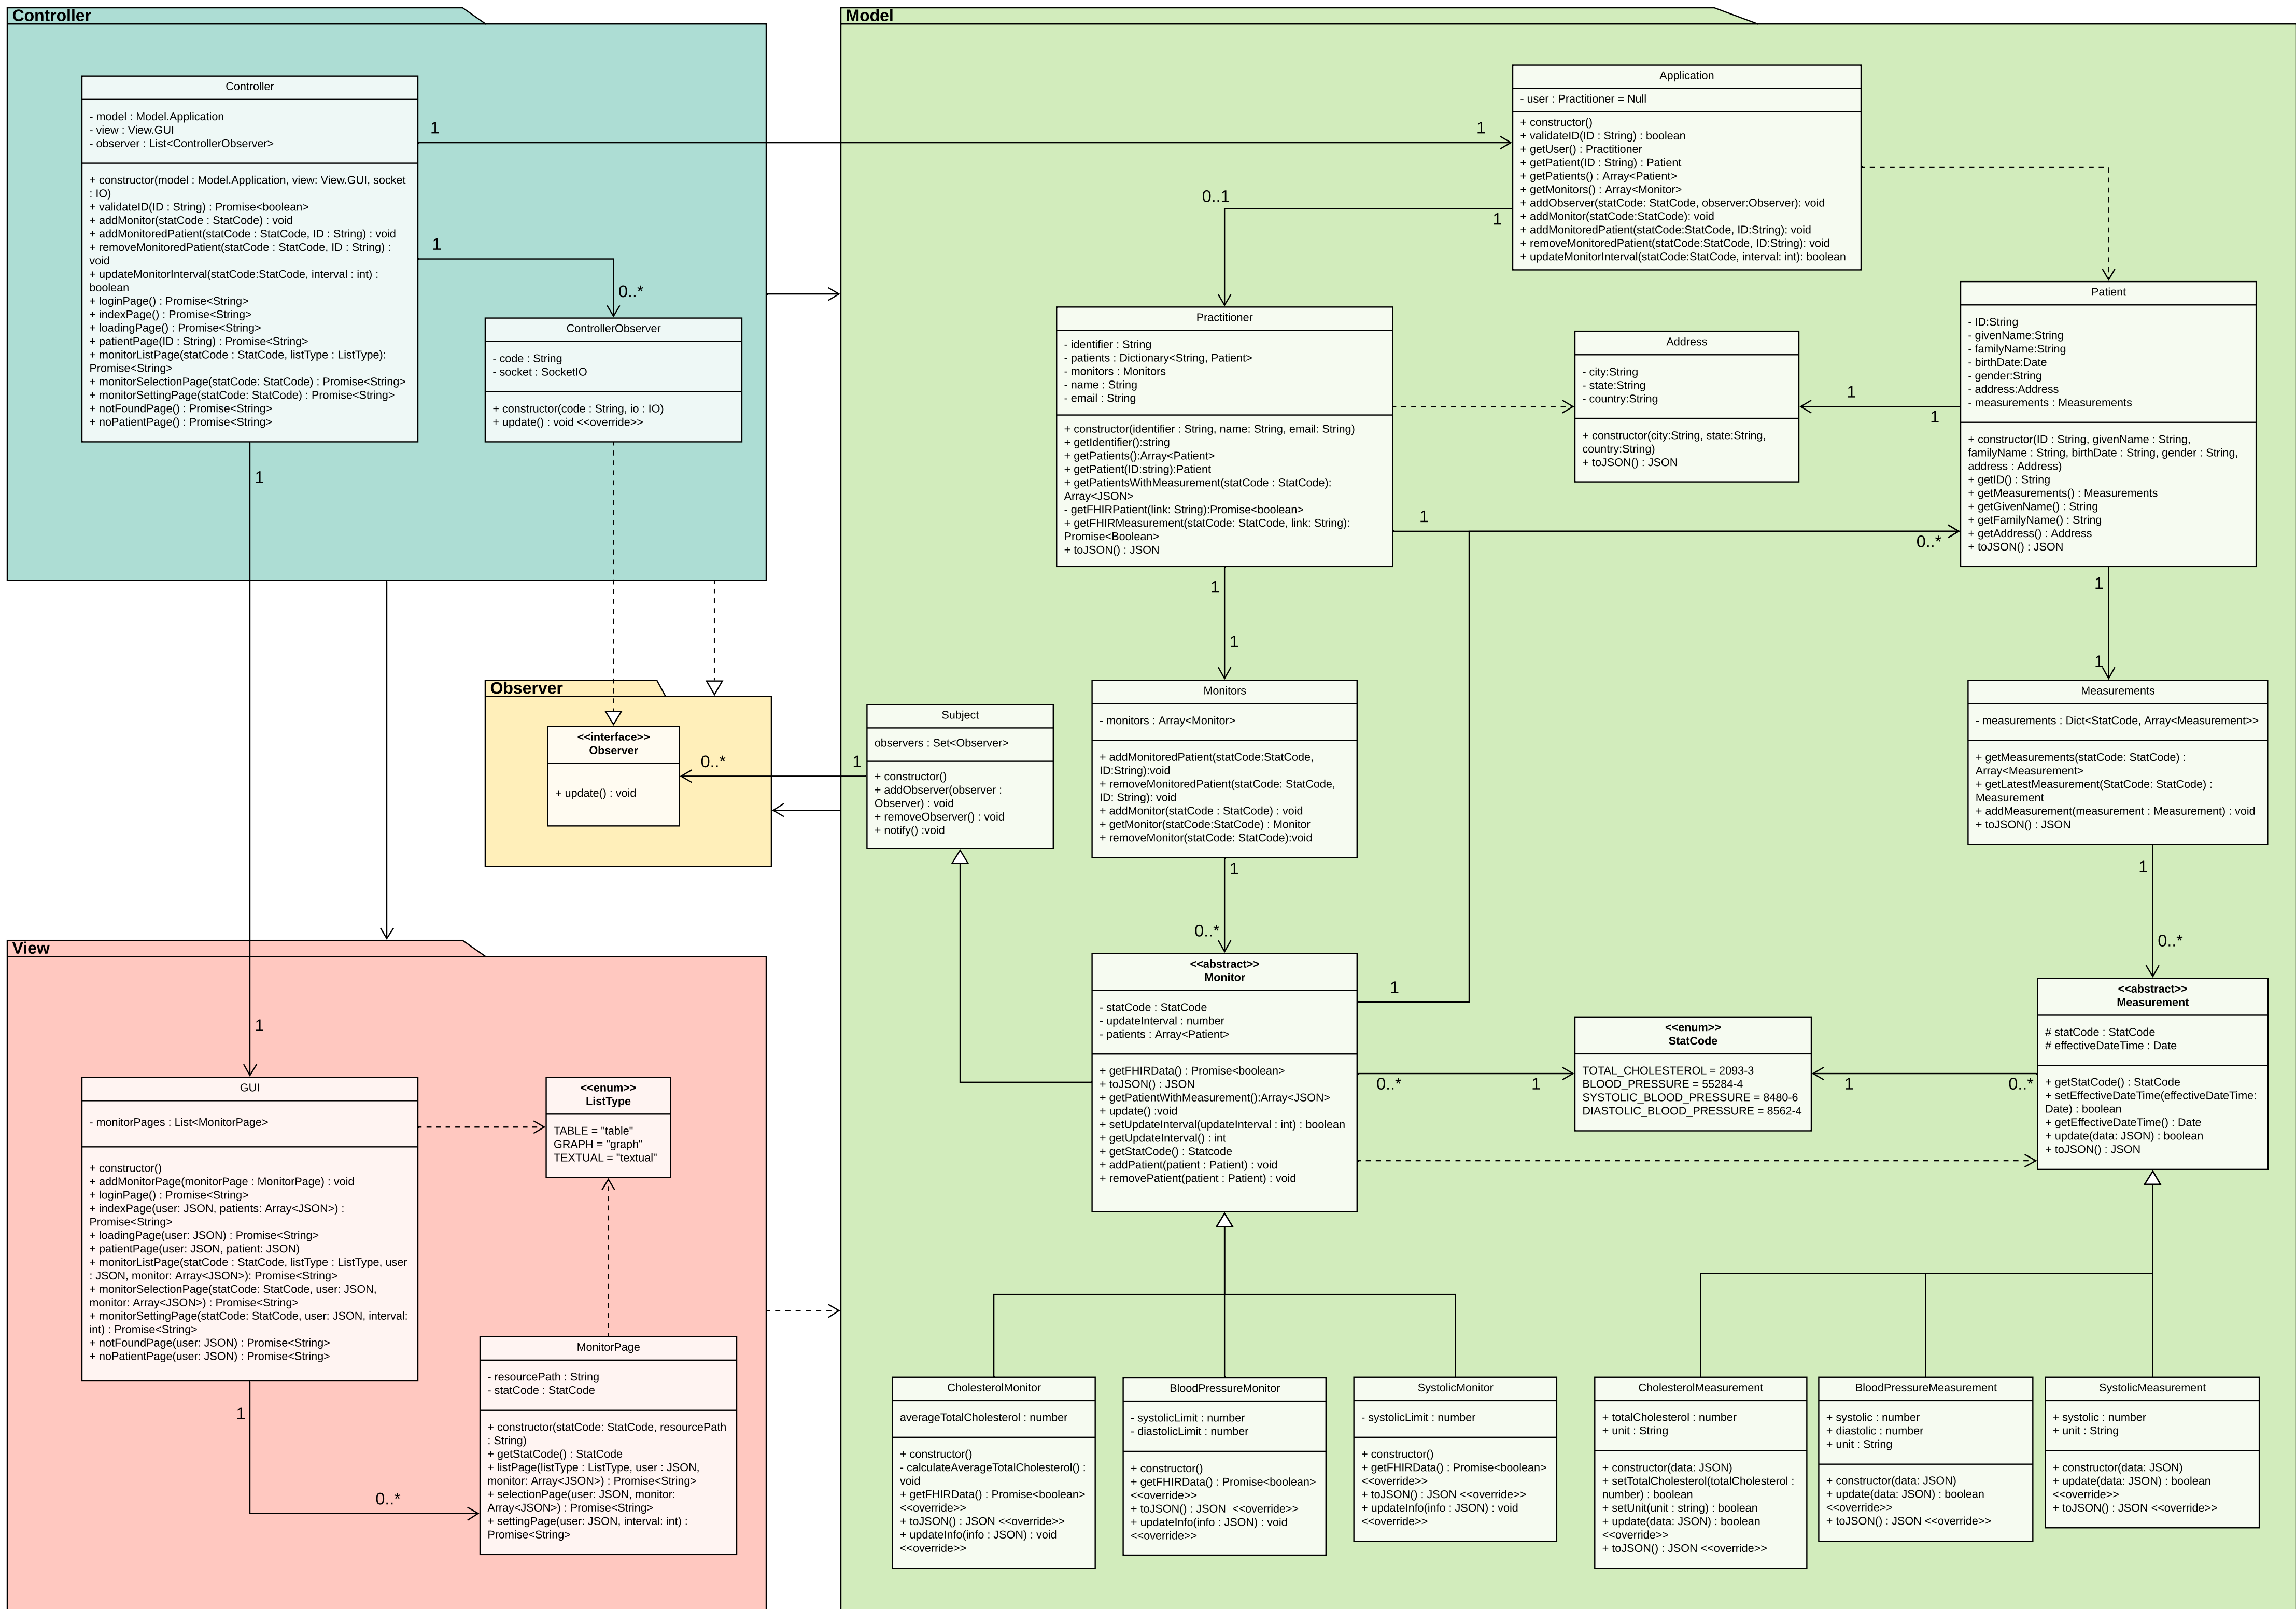 Controller
Controller
- model : Model.Application
- view : View.GUI
- observer : List<ControllerObserver>
+ constructor(model : Model.Application, view: View.GUI, socket
: IO)
+ validateID(ID : String) : Promise<boolean>
+ addMonitor(statCode : StatCode) : void
+ addMonitoredPatient(statCode : StatCode, ID : String) : void
+ removeMonitoredPatient(statCode : StatCode, ID : String) :
void
+ updateMonitorInterval(statCode:StatCode, interval : int) :
boolean
+ loginPage() : Promise<String>
+ indexPage() : Promise<String>
+ loadingPage() : Promise<String>
+ patientPage(ID : String) : Promise<String>
+ monitorListPage(statCode : StatCode, listType : ListType):
Promise<String>
+ monitorSelectionPage(statCode: StatCode) : Promise<String>
+ monitorSettingPage(statCode: StatCode) : Promise<String>
+ notFoundPage() : Promise<String>
+ noPatientPage() : Promise<String>
1
1
1
0..*
1
ControllerObserver
- code : String
- socket : SocketIO
+ constructor(code : String, io : IO)
+ update() : void <<override>>
Observer
<<interface>>
Observer
+ update() : void
0..*
1
View
1
GUI
- monitorPages : List<MonitorPage>
+ constructor()
+ addMonitorPage(monitorPage : MonitorPage) : void
+ loginPage() : Promise<String>
+ indexPage(user: JSON, patients: Array<JSON>) :
Promise<String>
+ loadingPage(user: JSON) : Promise<String>
+ patientPage(user: JSON, patient: JSON)
+ monitorListPage(statCode : StatCode, listType : ListType, user
: JSON, monitor: Array<JSON>): Promise<String>
+ monitorSelectionPage(statCode: StatCode, user: JSON,
monitor: Array<JSON>) : Promise<String>
+ monitorSettingPage(statCode: StatCode, user: JSON, interval:
int) : Promise<String>
+ notFoundPage(user: JSON) : Promise<String>
+ noPatientPage(user: JSON) : Promise<String>
1
0..*
<<enum>>
ListType
TABLE = "table"
GRAPH = "graph"
TEXTUAL = "textual"
MonitorPage
- resourcePath : String
- statCode : StatCode
+ constructor(statCode: StatCode, resourcePath
: String)
+ getStatCode() : StatCode
+ listPage(listType : ListType, user : JSON,
monitor: Array<JSON>) : Promise<String>
+ selectionPage(user: JSON, monitor:
Array<JSON>) : Promise<String>
+ settingPage(user: JSON, interval: int) :
Promise<String>
Model
Application
- user : Practitioner = Null
+ constructor()
+ validateID(ID : String) : boolean
+ getUser() : Practitioner
+ getPatient(ID : String) : Patient
+ getPatients() : Array<Patient>
+ getMonitors() : Array<Monitor>
+ addObserver(statCode: StatCode, observer:Observer): void
+ addMonitor(statCode:StatCode): void
+ addMonitoredPatient(statCode:StatCode, ID:String): void
+ removeMonitoredPatient(statCode:StatCode, ID:String): void
+ updateMonitorInterval(statCode:StatCode, interval: int): boolean
0..1
1
Practitioner
- identifier : String
- patients : Dictionary<String, Patient>
- monitors : Monitors
- name : String
- email : String
+ constructor(identifier : String, name: String, email: String)
+ getIdentifier():string
+ getPatients():Array<Patient>
+ getPatient(ID:string):Patient
+ getPatientsWithMeasurement(statCode : StatCode):
Array<JSON>
- getFHIRPatient(link: String):Promise<boolean>
+ getFHIRMeasurement(statCode: StatCode, link: String):
Promise<Boolean>
+ toJSON() : JSON
Address
- city:String
- state:String
- country:String
+ constructor(city:String, state:String,
country:String)
+ toJSON() : JSON
1
1
Patient
- ID:String
- givenName:String
- familyName:String
- birthDate:Date
- gender:String
- address:Address
- measurements : Measurements
+ constructor(ID : String, givenName : String,
familyName : String, birthDate : String, gender : String,
address : Address)
+ getID() : String
+ getMeasurements() : Measurements
+ getGivenName() : String
+ getFamilyName() : String
+ getAddress() : Address
+ toJSON() : JSON
1
0..*
1
1
1
1
Subject
observers : Set<Observer>
+ constructor()
+ addObserver(observer :
Observer) : void
+ removeObserver() : void
+ notify() :void
Monitors
- monitors : Array<Monitor>
+ addMonitoredPatient(statCode:StatCode,
ID:String):void
+ removeMonitoredPatient(statCode: StatCode,
ID: String): void
+ addMonitor(statCode : StatCode) : void
+ getMonitor(statCode:StatCode) : Monitor
+ removeMonitor(statCode: StatCode):void
1
0..*
Measurements
- measurements : Dict<StatCode, Array<Measurement>>
+ getMeasurements(statCode: StatCode) :
Array<Measurement>
+ getLatestMeasurement(StatCode: StatCode) :
Measurement
+ addMeasurement(measurement : Measurement) : void
+ toJSON() : JSON
1
0..*
<<abstract>>
Monitor
- statCode : StatCode
- updateInterval : number
- patients : Array<Patient>
+ getFHIRData() : Promise<boolean>
+ toJSON() : JSON
+ getPatientWithMeasurement():Array<JSON>
+ update() :void
+ setUpdateInterval(updateInterval : int) : boolean
+ getUpdateInterval() : int
+ getStatCode() : Statcode
+ addPatient(patient : Patient) : void
+ removePatient(patient : Patient) : void
1
0..*
1
<<enum>>
StatCode
TOTAL_CHOLESTEROL = 2093-3
BLOOD_PRESSURE = 55284-4
SYSTOLIC_BLOOD_PRESSURE = 8480-6
DIASTOLIC_BLOOD_PRESSURE = 8562-4
1
0..*
<<abstract>>
Measurement
# statCode : StatCode
# effectiveDateTime : Date
+ getStatCode() : StatCode
+ setEffectiveDateTime(effectiveDateTime:
Date) : boolean
+ getEffectiveDateTime() : Date
+ update(data: JSON) : boolean
+ toJSON() : JSON
CholesterolMonitor
averageTotalCholesterol : number
+ constructor()
- calculateAverageTotalCholesterol() :
void
+ getFHIRData() : Promise<boolean>
<<override>>
+ toJSON() : JSON <<override>>
+ updateInfo(info : JSON) : void
<<override>>
BloodPressureMonitor
- systolicLimit : number
- diastolicLimit : number
+ constructor()
+ getFHIRData() : Promise<boolean>
<<override>>
+ toJSON() : JSON  <<override>>
+ updateInfo(info : JSON) : void
<<override>>
SystolicMonitor
- systolicLimit : number
+ constructor()
+ getFHIRData() : Promise<boolean>
<<override>>
+ toJSON() : JSON <<override>>
+ updateInfo(info : JSON) : void
<<override>>
CholesterolMeasurement
+ totalCholesterol : number
+ unit : String
+ constructor(data: JSON)
+ setTotalCholesterol(totalCholesterol :
number) : boolean
+ setUnit(unit : string) : boolean
+ update(data: JSON) : boolean
<<override>>
+ toJSON() : JSON <<override>>
BloodPressureMeasurement
+ systolic : number
+ diastolic : number
+ unit : String
+ constructor(data: JSON)
+ update(data: JSON) : boolean
<<override>>
+ toJSON() : JSON <<override>>
SystolicMeasurement
+ systolic : number
+ unit : String
+ constructor(data: JSON)
+ update(data: JSON) : boolean
<<override>>
+ toJSON() : JSON <<override>>